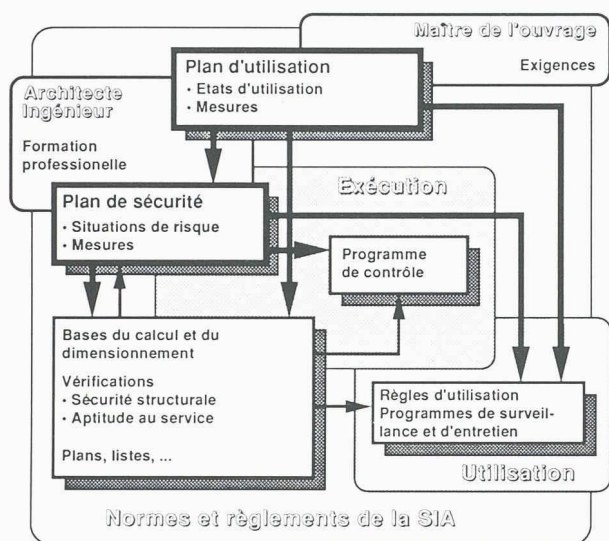 Maître de l'ouvrage
Exigences
Plan d'utilisation
• Etats d'utilisation
• Mesures
Architecte
Ingénieur
Formation
professionelle
Exécution
Plan de sécurité
• Situations de risque
• Mesures
Programme
de contrôle
Bases du calcul et du
dimensionnement
Vérifications
• Sécurité structurale
• Aptitude au service
Plans, listes, ...
Règles d'utilisation
Programmes de surveil-
lance et d'entretien
Utilisation
Normes et règlements de la SIA